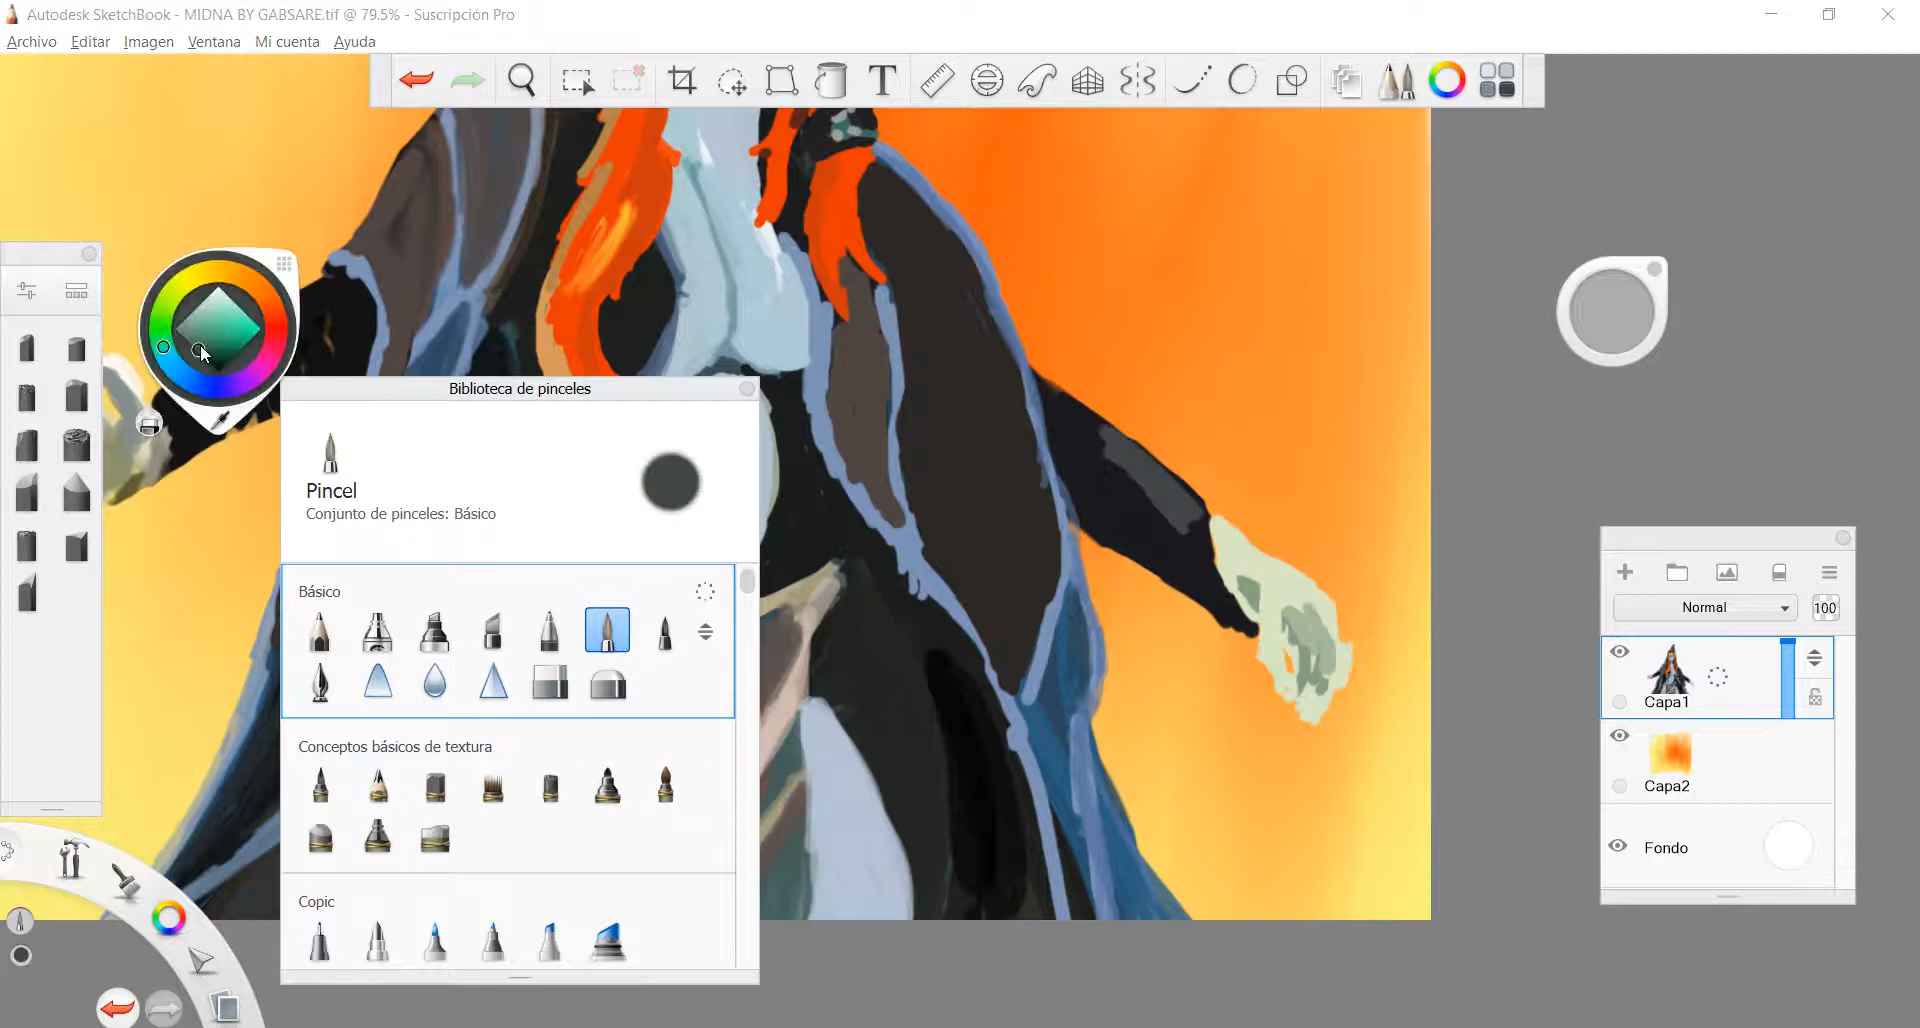 Autodesk SketchBook - MIDNA BY GABSARE.tif @ 79.5% - Suscripción Pro
Archivo Editar Imagen Ventana Mi cuenta Ayuda
T
Biblioteca de pinceles
Pincel
Conjunto de pinceles: Básico
Básico
Conceptos básicos de textura
Copic
Normal 100
Capa1
Capa2
Fondo